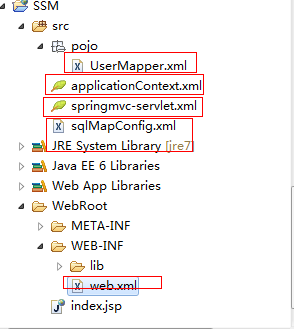 SSM
src
pojo
UserMapper.xml
applicationContext.xml
springmvc-servlet.xml
sqlMapConfig.xml
JRE System Library [jre7]
Java EE 6 Libraries
Web App Libraries
WebRoot
META-INF
WEB-INF
lib
web.xml
index.jsp